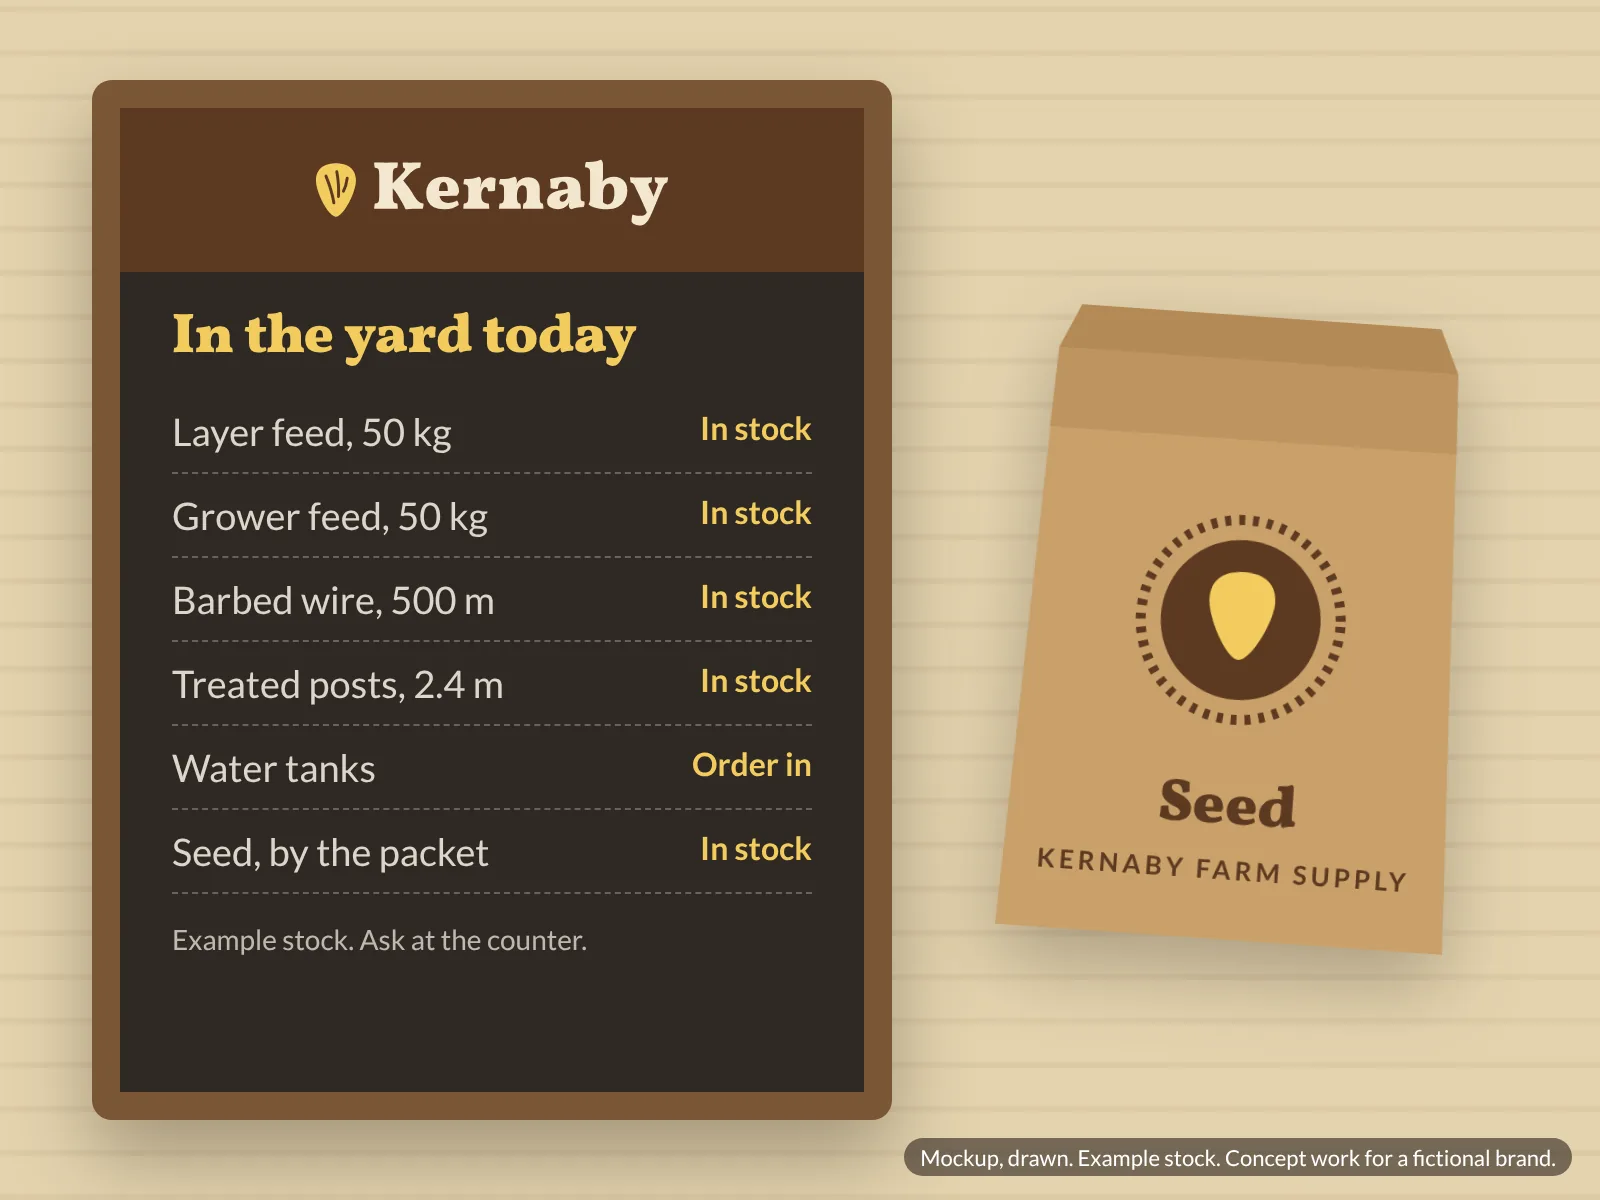 Kernaby
In the yard today
Layer feed, 50 kg In stock
Grower feed, 50 kg In stock
Barbed wire, 500 m In stock
Treated posts, 2.4 m In stock
Water tanks Order in
Seed, by the packet In stock
Example stock. Ask at the counter.
Seed
KERNABY FARM SUPPLY
Mockup, drawn. Example stock. Concept work for a fictional brand.